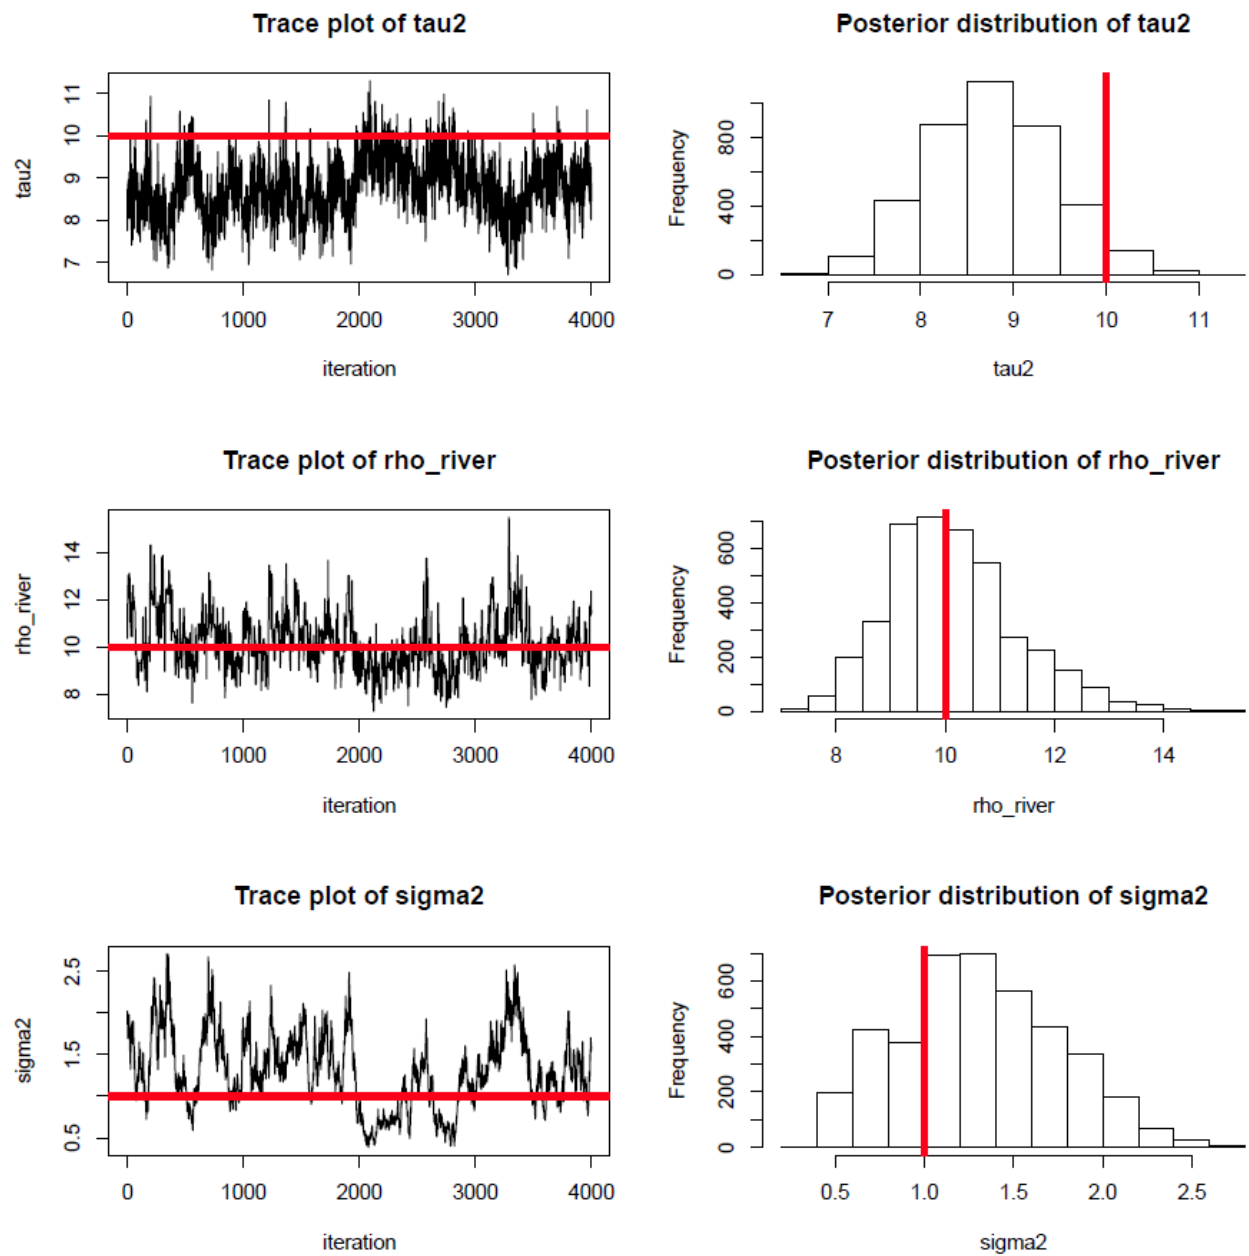 Trace plot of tau2
tau2
7 8 9 10 11
0 1000 2000 3000 4000
iteration
Posterior distribution of tau2
Frequency
0 400 800
7 8 9 10 11
tau2
Trace plot of rho_river
rho_river
8 10 12 14
0 1000 2000 3000 4000
iteration
Posterior distribution of rho_river
Frequency
0 200 400 600
8 10 12 14
rho_river
Trace plot of sigma2
sigma2
0.5 1.5 2.5
0 1000 2000 3000 4000
iteration
Posterior distribution of sigma2
Frequency
0 200 400 600
0.5 1.0 1.5 2.0 2.5
sigma2